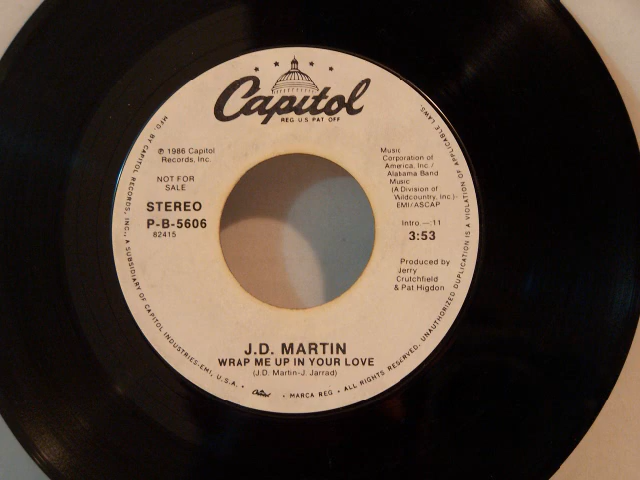 Capitol
REG. U.S. PAT. OFF.
℗ 1986 Capitol
Records, Inc.
NOT FOR
SALE
STEREO
P-B-5606
82415
Music
Corporation of
America, Inc./
Alabama Band
Music
(A Division of
Wildcountry, Inc.)-
EMI/ASCAP
Intro.—:11
3:53
Produced by
Jerry
Crutchfield
& Pat Higdon
J.D. MARTIN
WRAP ME UP IN YOUR LOVE
(J.D. Martin-J. Jarrad)
MFD. BY CAPITOL RECORDS, INC., A SUBSIDIARY OF CAPITOL INDUSTRIES-EMI, U.S.A. • Capitol • MARCA REG. • ALL RIGHTS RESERVED. UNAUTHORIZED DUPLICATION IS A VIOLATION OF APPLICABLE LAWS.